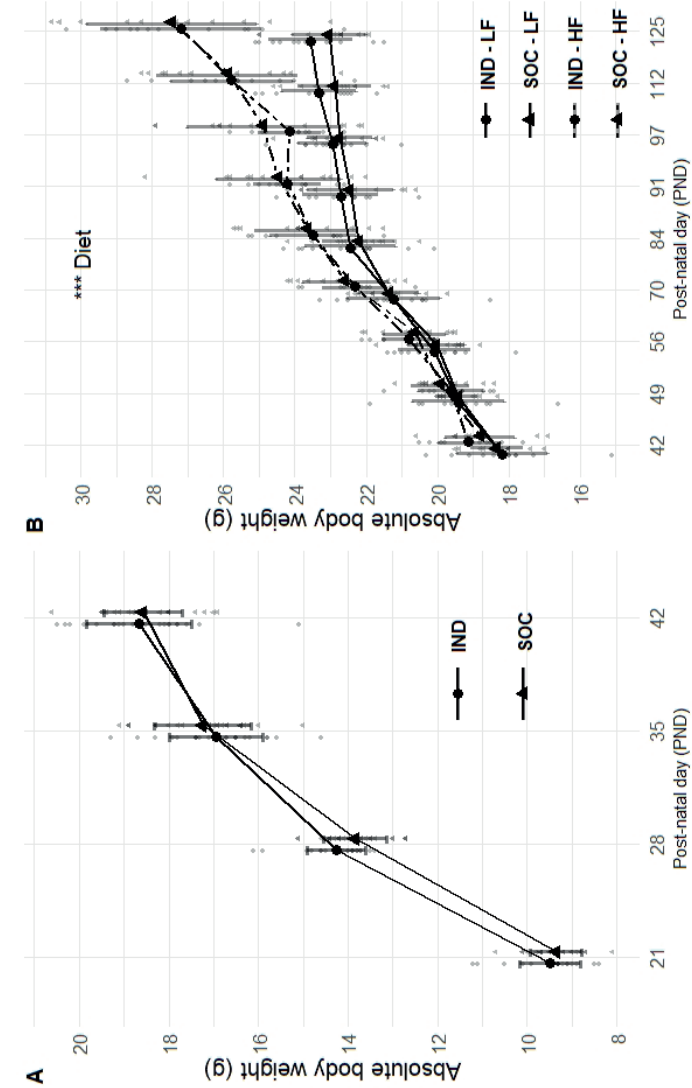 A
Absolute body weight (g)
20
18
16
14
12
10
8
21
28
35
42
Post-natal day (PND)
IND
SOC
B
Absolute body weight (g)
30
28
26
24
22
20
18
16
42
49
56
70
84
91
97
112
125
Post-natal day (PND)
*** Diet
IND - LF
SOC - LF
IND - HF
SOC - HF